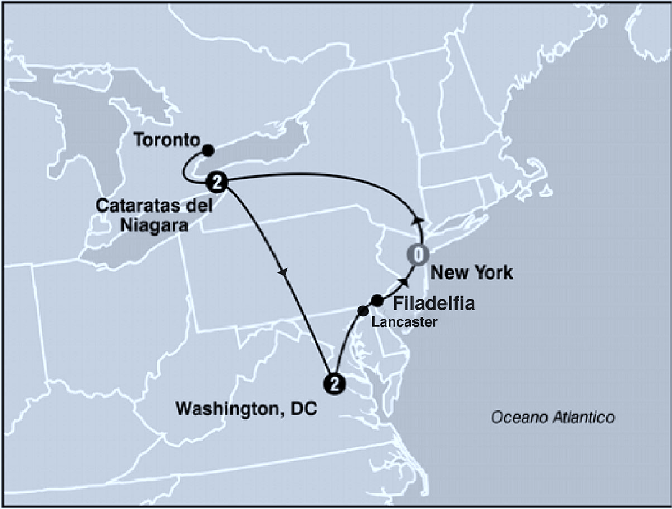 Toronto
2
Cataratas del
Niagara
0
New York
Filadelfia
Lancaster
2
Washington, DC
Oceano Atlantico